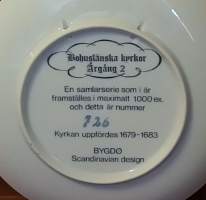 Bohuslänska kyrkor
Årgång 2
En samlarserie som i år
framställes i maximalt 1000 ex.
och detta är nummer
726
Kyrkan uppfördes 1679-1683
BYGDØ
Scandinavian design